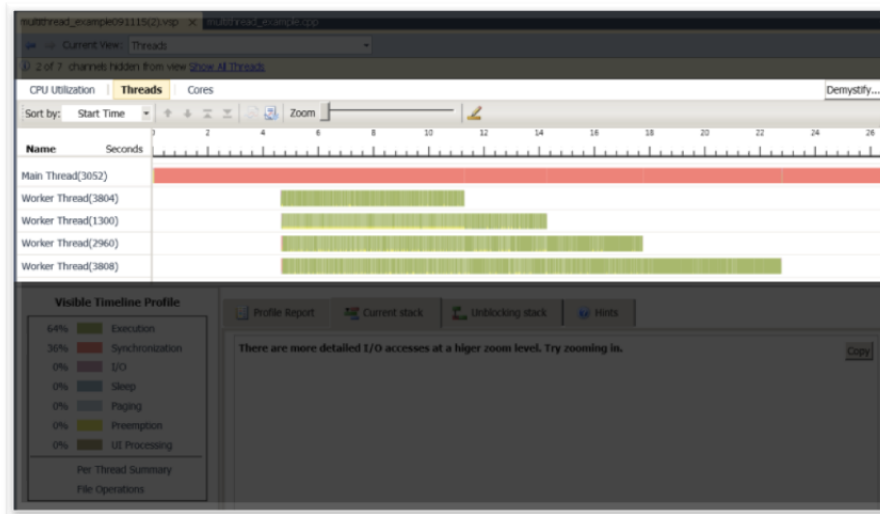 multithread_example091115(2).vsp multithread_example.cpp
Current View: Threads
2 of 7 channels hidden from view Show All Threads
CPU Utilization Threads Cores Demystify...
Sort by: Start Time Zoom
0 2 4 6 8 10 12 14 16 18 20 22 24 26
Name Seconds
Main Thread(3052)
Worker Thread(3804)
Worker Thread(1300)
Worker Thread(2960)
Worker Thread(3808)
Visible Timeline Profile
Profile Report Current stack Unblocking stack Hints
64% Execution
There are more detailed I/O accesses at a higer zoom level. Try zooming in. Copy
36% Synchronization
0% I/O
0% Sleep
0% Paging
0% Preemption
0% UI Processing
Per Thread Summary
File Operations